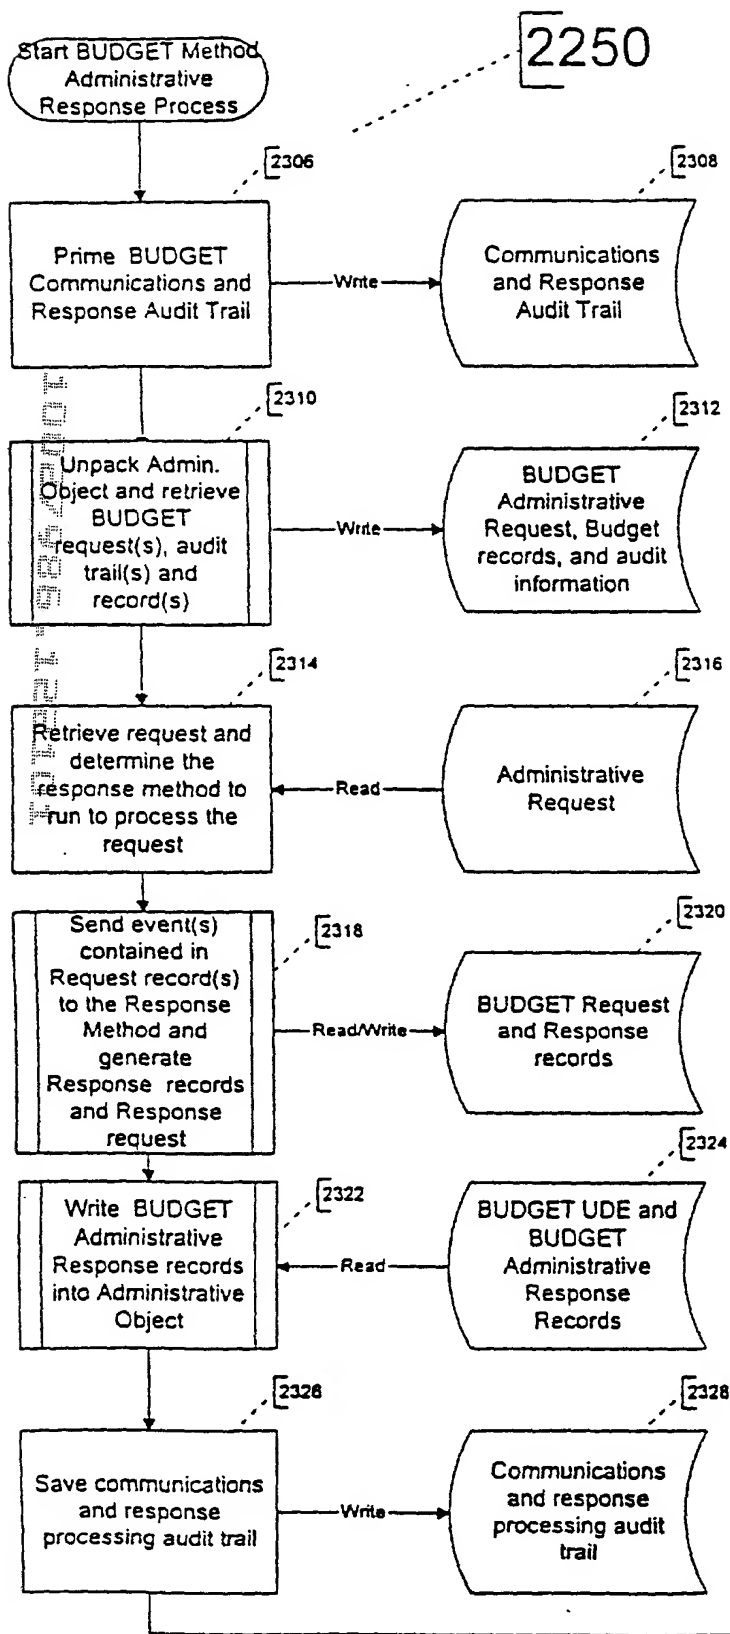 Start BUDGET Method
Administrative
Response Process
2250
2306
2308
Prime BUDGET
Communications and
Response Audit Trail
Write
Communications
and Response
Audit Trail
2310
2312
Unpack Admin.
Object and retrieve
BUDGET
request(s), audit
trail(s) and
record(s)
Write
BUDGET
Administrative
Request, Budget
records, and audit
information
2314
2316
Retrieve request and
determine the
response method to
run to process the
request
Read
Administrative
Request
2318
2320
Send event(s)
contained in
Request record(s)
to the Response
Method and
generate
Response records
and Response
request
Read/Write
BUDGET Request
and Response
records
2322
2324
Write BUDGET
Administrative
Response records
into Administrative
Object
Read
BUDGET UDE and
BUDGET
Administrative
Response
Records
2326
2328
Save communications
and response
processing audit trail
Write
Communications
and response
processing audit
trail